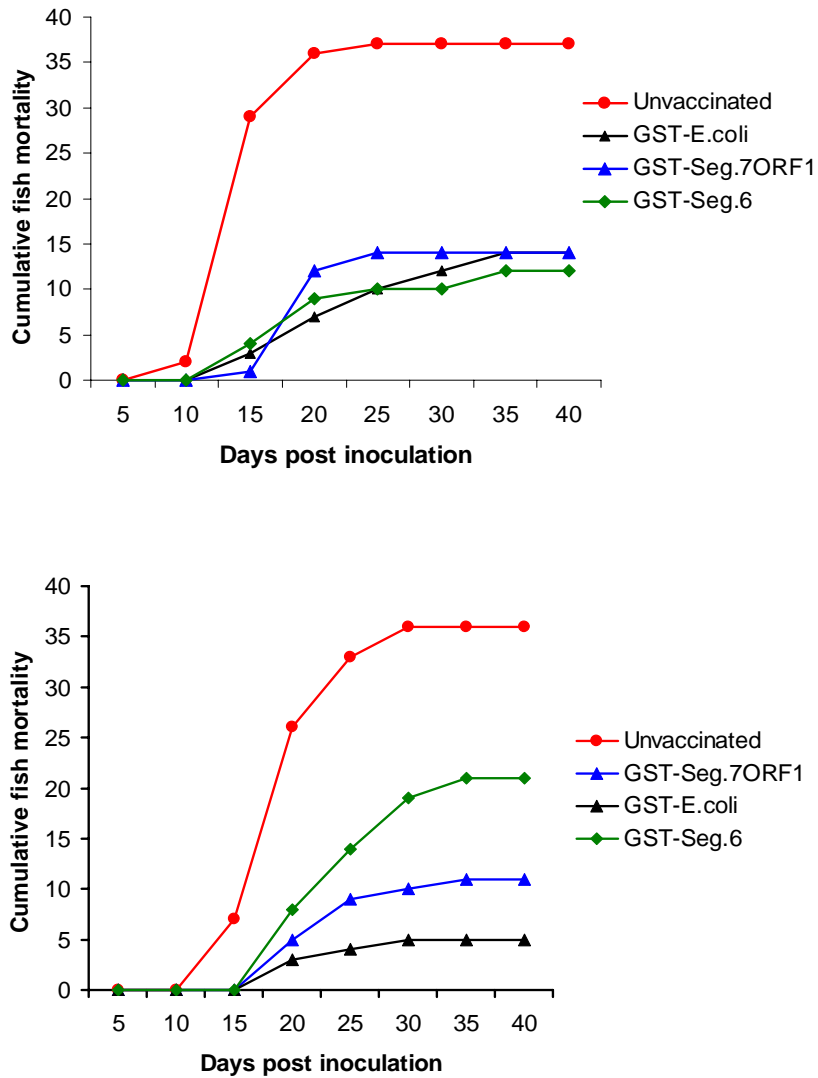 40
35
30
25
20
15
10
5
0
Cumulative fish mortality
5 10 15 20 25 30 35 40
Days post inoculation
Unvaccinated
GST-E.coli
GST-Seg.7ORF1
GST-Seg.6
40
35
30
25
20
15
10
5
0
Cumulative fish mortality
5 10 15 20 25 30 35 40
Days post inoculation
Unvaccinated
GST-Seg.7ORF1
GST-E.coli
GST-Seg.6